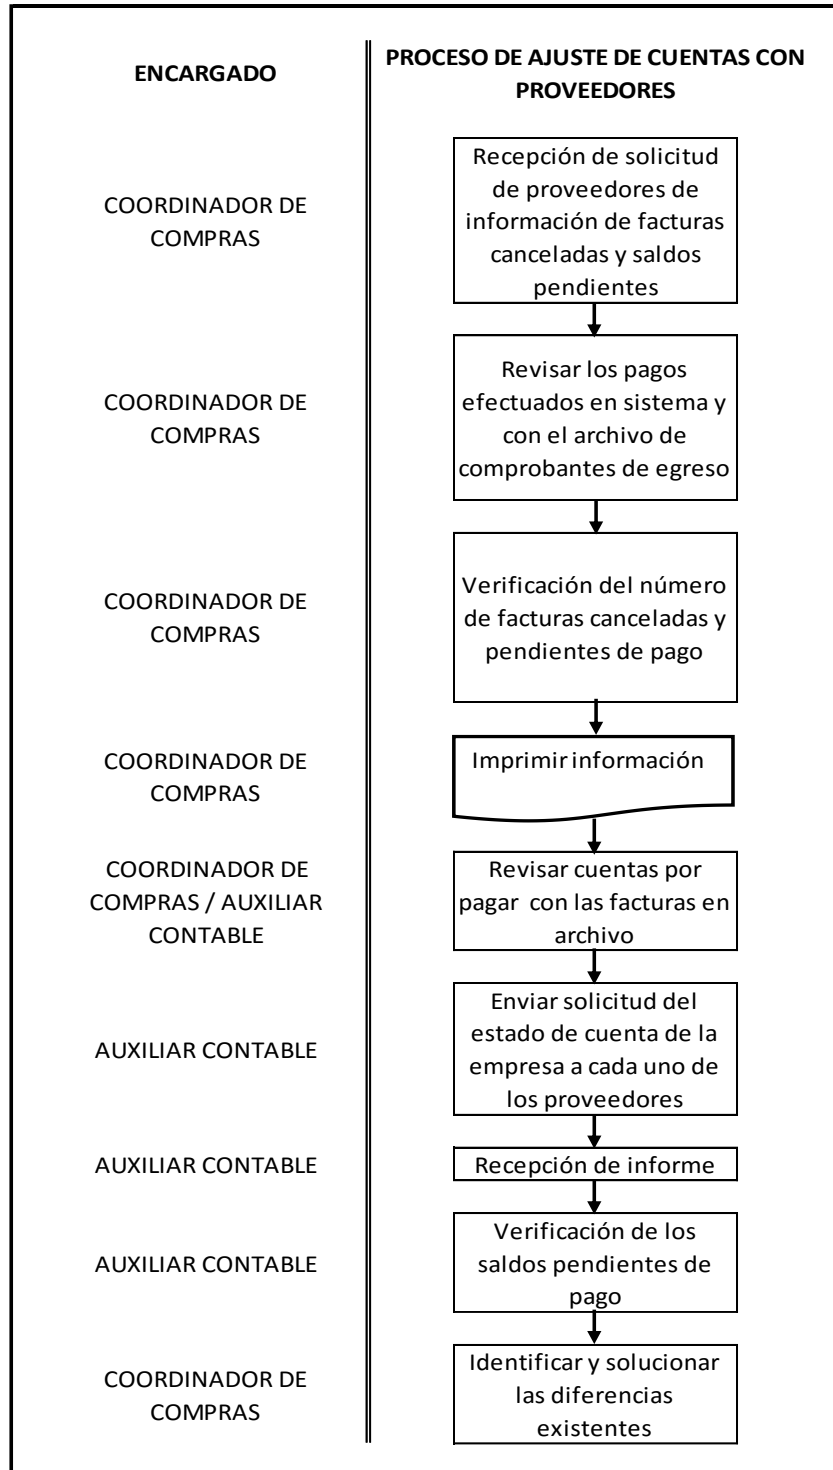 ENCARGADO
PROCESO DE AJUSTE DE CUENTAS CON
PROVEEDORES
COORDINADOR DE
COMPRAS
Recepción de solicitud
de proveedores de
información de facturas
canceladas y saldos
pendientes
COORDINADOR DE
COMPRAS
Revisar los pagos
efectuados en sistema y
con el archivo de
comprobantes de egreso
COORDINADOR DE
COMPRAS
Verificación del número
de facturas canceladas y
pendientes de pago
COORDINADOR DE
COMPRAS
Imprimir información
COORDINADOR DE
COMPRAS / AUXILIAR
CONTABLE
Revisar cuentas por
pagar con las facturas en
archivo
AUXILIAR CONTABLE
Enviar solicitud del
estado de cuenta de la
empresa a cada uno de
los proveedores
AUXILIAR CONTABLE
Recepción de informe
AUXILIAR CONTABLE
Verificación de los
saldos pendientes de
pago
COORDINADOR DE
COMPRAS
Identificar y solucionar
las diferencias
existentes